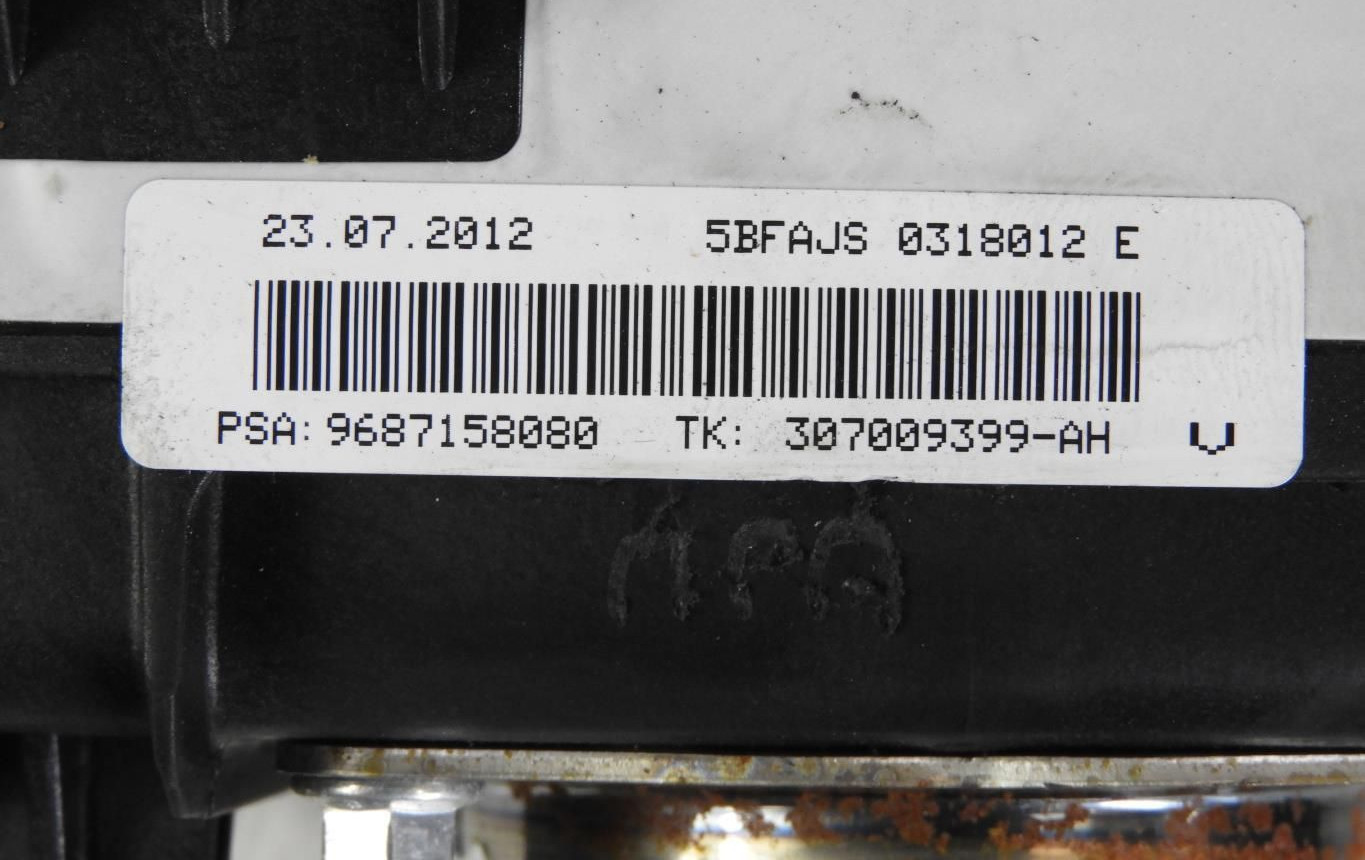 23.07.2012 5BFAJS 0318012 E
PSA: 9687158080 TK: 307009399-AH V